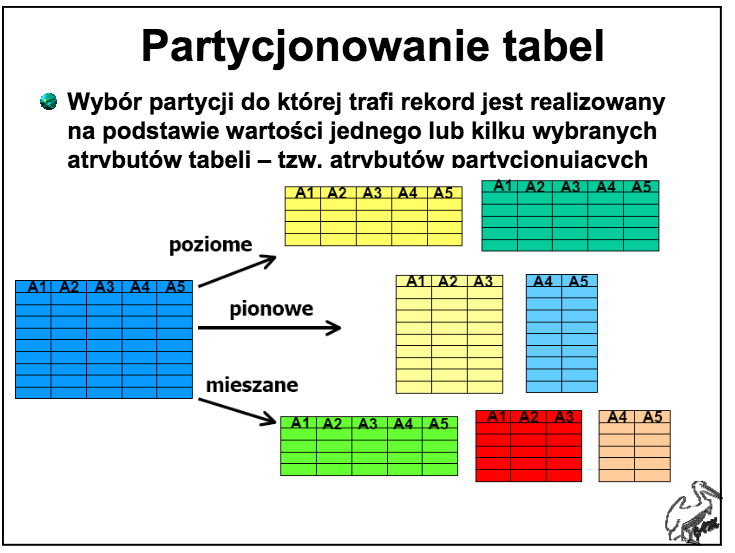 Partycjonowanie tabel
Wybór partycji do której trafi rekord jest realizowany
na podstawie wartości jednego lub kilku wybranych
atrybutów tabeli – tzw. atrybutów partycjonujących
A1 A2 A3 A4 A5
A1 A2 A3 A4 A5
poziome
A1 A2 A3 A4 A5
A1 A2 A3
A4 A5
pionowe
mieszane
A1 A2 A3 A4 A5
A1 A2 A3
A4 A5